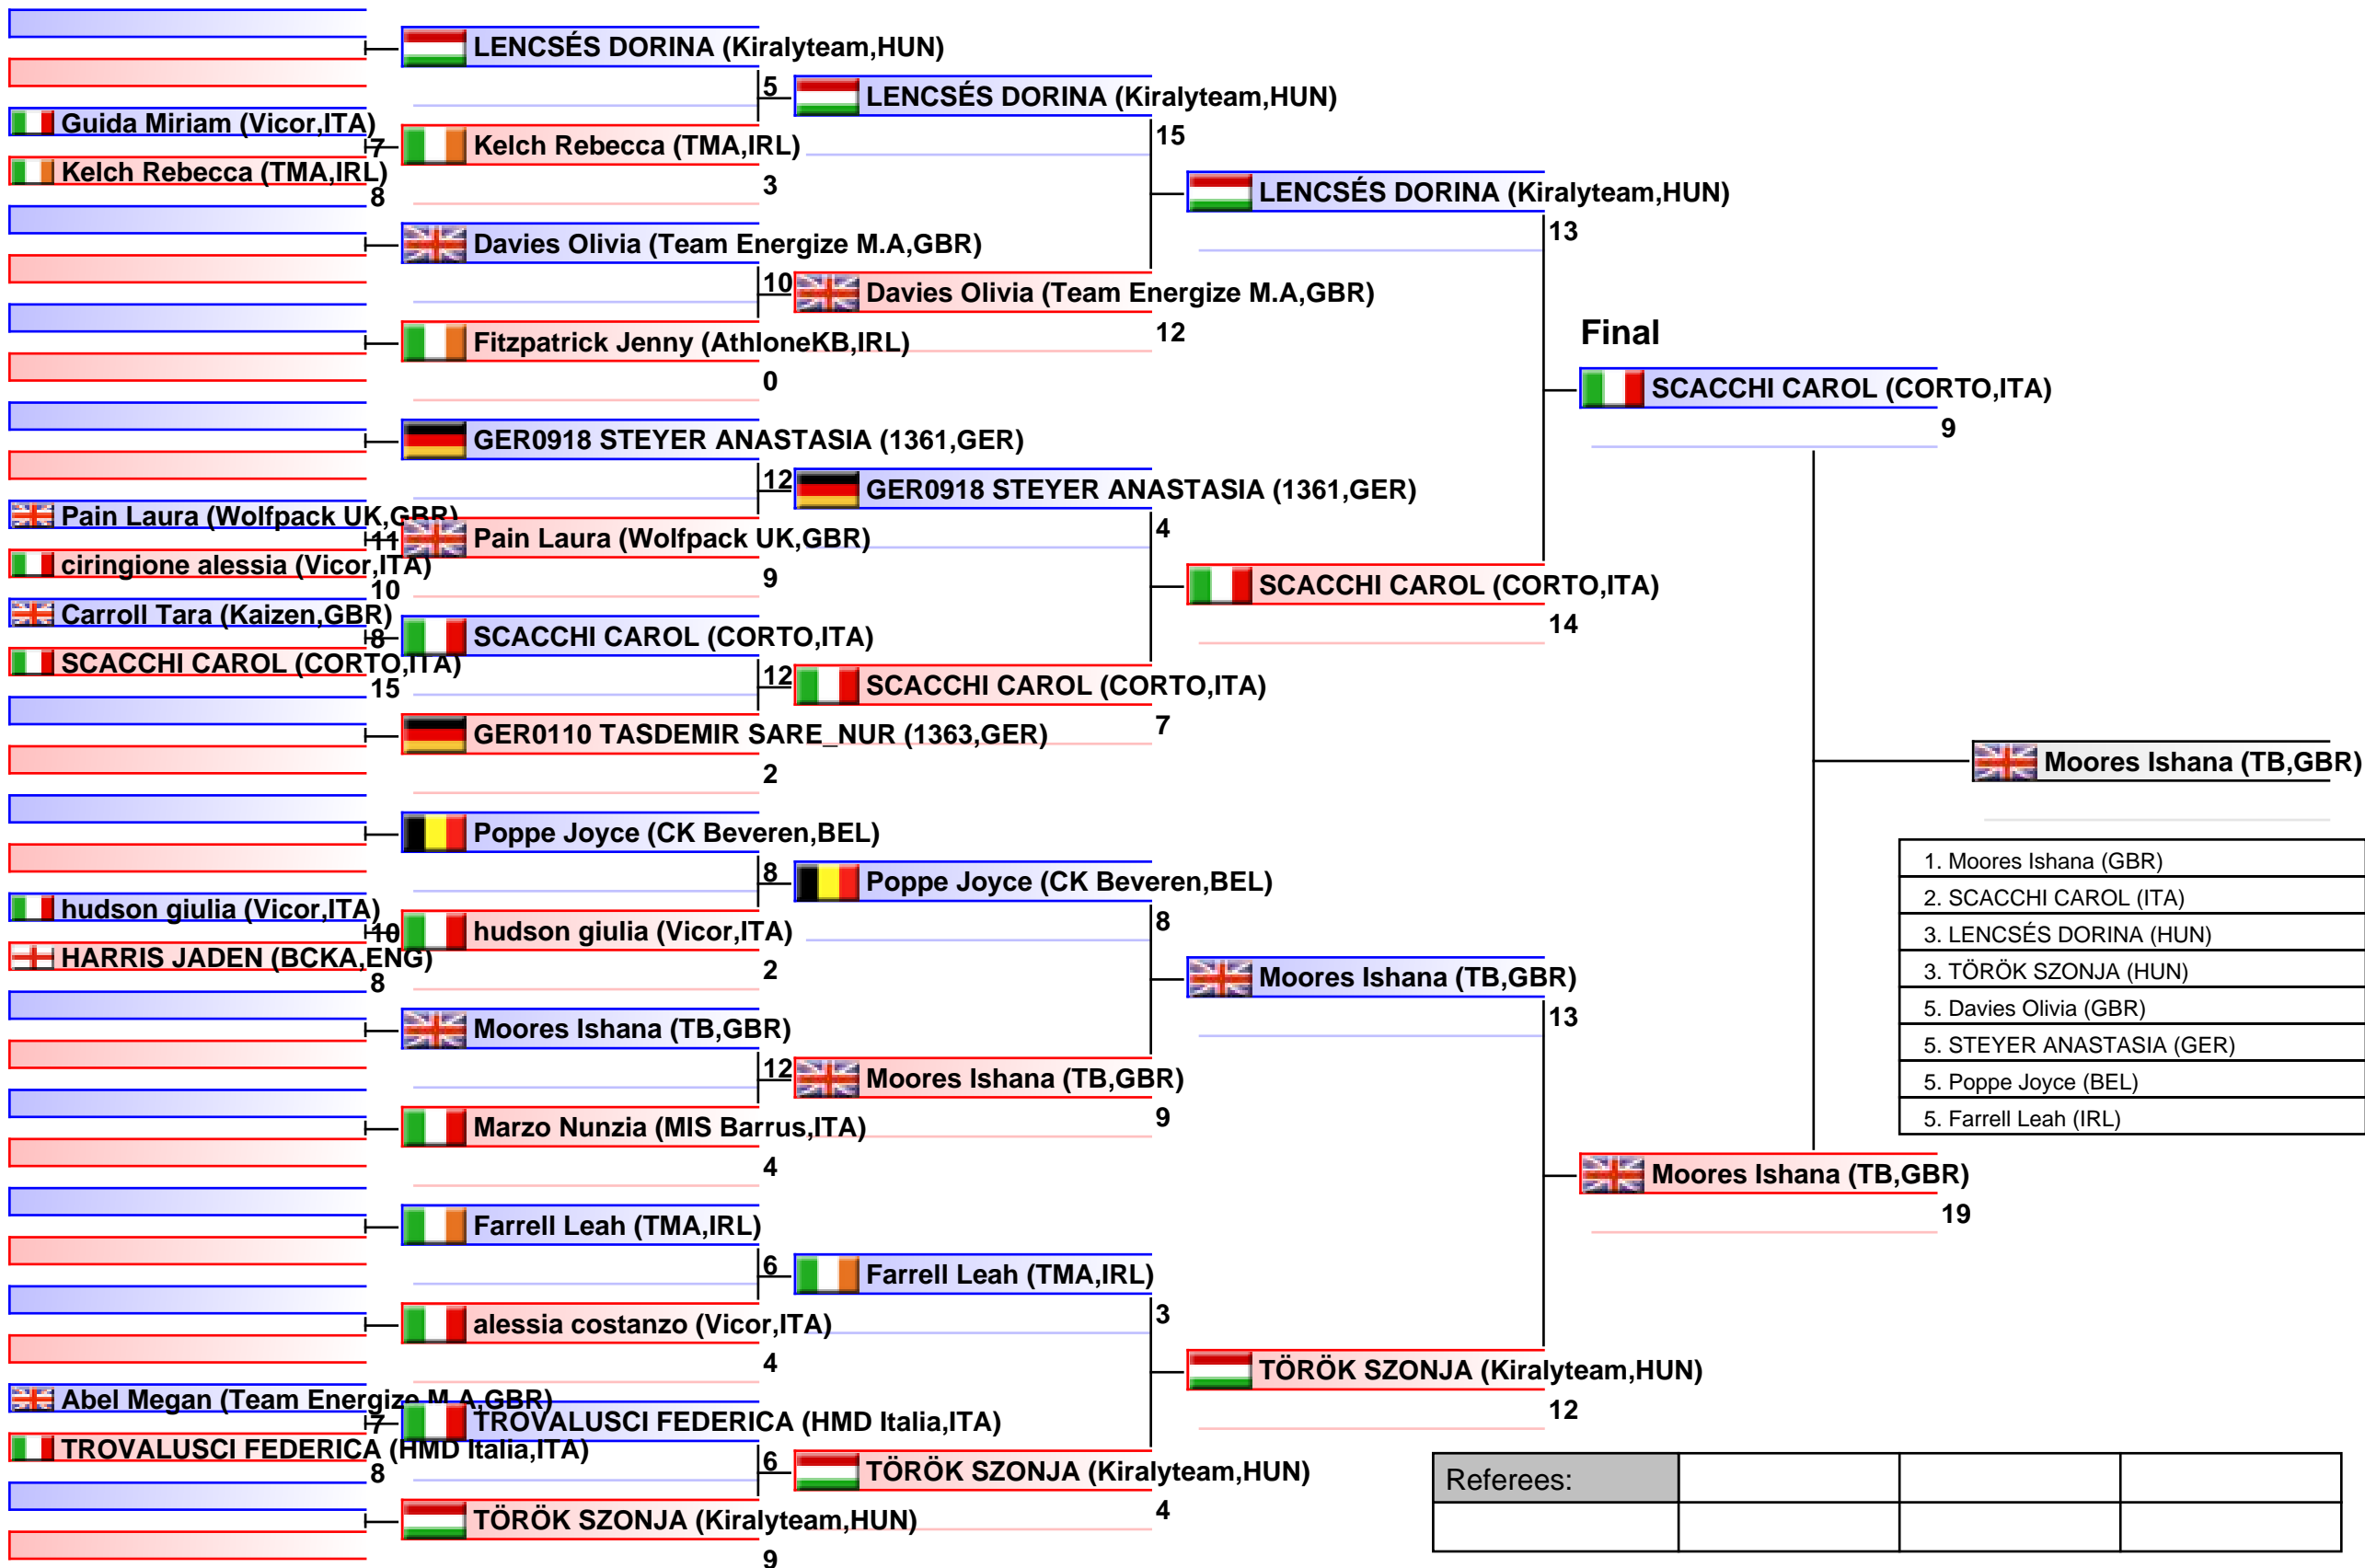 Guida Miriam (Vicor,ITA)
7
Kelch Rebecca (TMA,IRL)
8
Pain Laura (Wolfpack UK,GBR)
11
ciringione alessia (Vicor,ITA)
10
Carroll Tara (Kaizen,GBR)
8
SCACCHI CAROL (CORTO,ITA)
15
hudson giulia (Vicor,ITA)
10
HARRIS JADEN (BCKA,ENG)
8
Abel Megan (Team Energize M.A,GBR)
7
TROVALUSCI FEDERICA (HMD Italia,ITA)
8
LENCSÉS DORINA (Kiralyteam,HUN)
5
Kelch Rebecca (TMA,IRL)
3
Davies Olivia (Team Energize M.A,GBR)
10
Fitzpatrick Jenny (AthloneKB,IRL)
0
GER0918 STEYER ANASTASIA (1361,GER)
12
Pain Laura (Wolfpack UK,GBR)
9
SCACCHI CAROL (CORTO,ITA)
12
GER0110 TASDEMIR SARE_NUR (1363,GER)
2
Poppe Joyce (CK Beveren,BEL)
8
hudson giulia (Vicor,ITA)
2
Moores Ishana (TB,GBR)
12
Marzo Nunzia (MIS Barrus,ITA)
4
Farrell Leah (TMA,IRL)
6
alessia costanzo (Vicor,ITA)
4
TROVALUSCI FEDERICA (HMD Italia,ITA)
6
TÖRÖK SZONJA (Kiralyteam,HUN)
9
LENCSÉS DORINA (Kiralyteam,HUN)
15
Davies Olivia (Team Energize M.A,GBR)
12
GER0918 STEYER ANASTASIA (1361,GER)
4
SCACCHI CAROL (CORTO,ITA)
7
Poppe Joyce (CK Beveren,BEL)
8
Moores Ishana (TB,GBR)
9
Farrell Leah (TMA,IRL)
3
TÖRÖK SZONJA (Kiralyteam,HUN)
4
LENCSÉS DORINA (Kiralyteam,HUN)
13
SCACCHI CAROL (CORTO,ITA)
14
Moores Ishana (TB,GBR)
13
TÖRÖK SZONJA (Kiralyteam,HUN)
12
Final
SCACCHI CAROL (CORTO,ITA)
9
Moores Ishana (TB,GBR)
19
Moores Ishana (TB,GBR)
1. Moores Ishana (GBR)
2. SCACCHI CAROL (ITA)
3. LENCSÉS DORINA (HUN)
3. TÖRÖK SZONJA (HUN)
5. Davies Olivia (GBR)
5. STEYER ANASTASIA (GER)
5. Poppe Joyce (BEL)
5. Farrell Leah (IRL)
Referees: